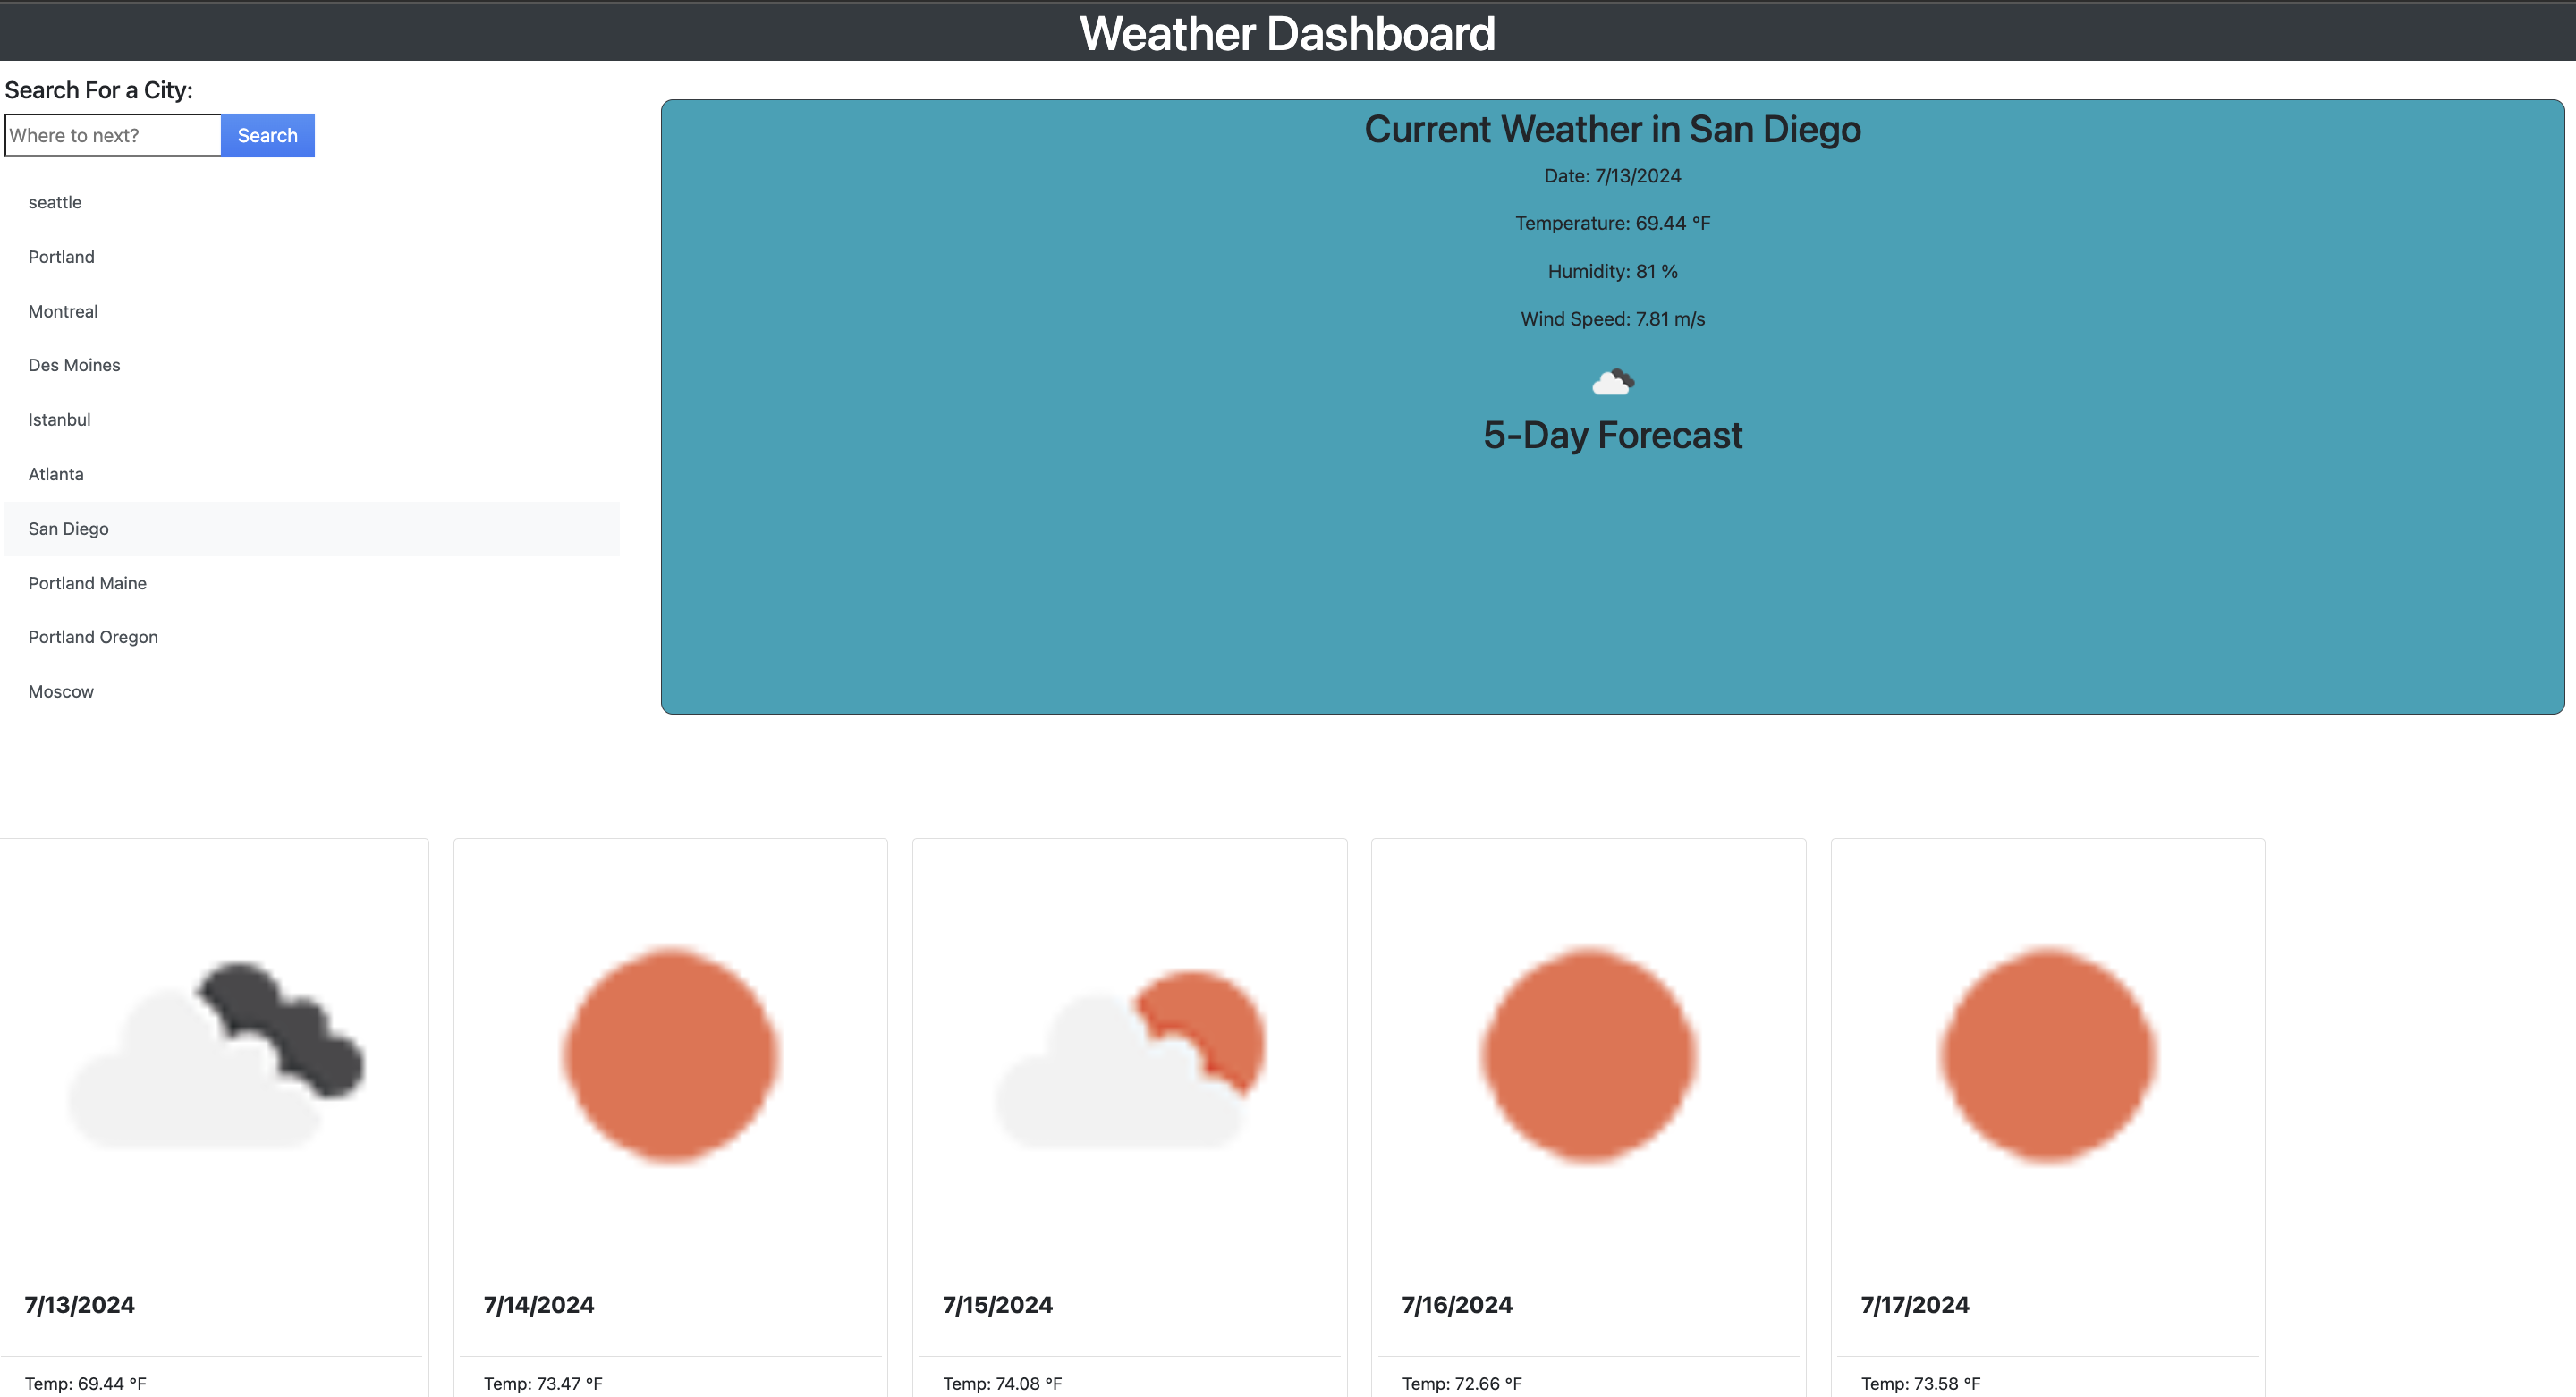 Weather Dashboard
Search For a City:
Where to next?
Search
seattle
Portland
Montreal
Des Moines
Istanbul
Atlanta
San Diego
Portland Maine
Portland Oregon
Moscow
Current Weather in San Diego
Date: 7/13/2024
Temperature: 69.44 °F
Humidity: 81 %
Wind Speed: 7.81 m/s
5-Day Forecast
7/13/2024
Temp: 69.44 °F
7/14/2024
Temp: 73.47 °F
7/15/2024
Temp: 74.08 °F
7/16/2024
Temp: 72.66 °F
7/17/2024
Temp: 73.58 °F